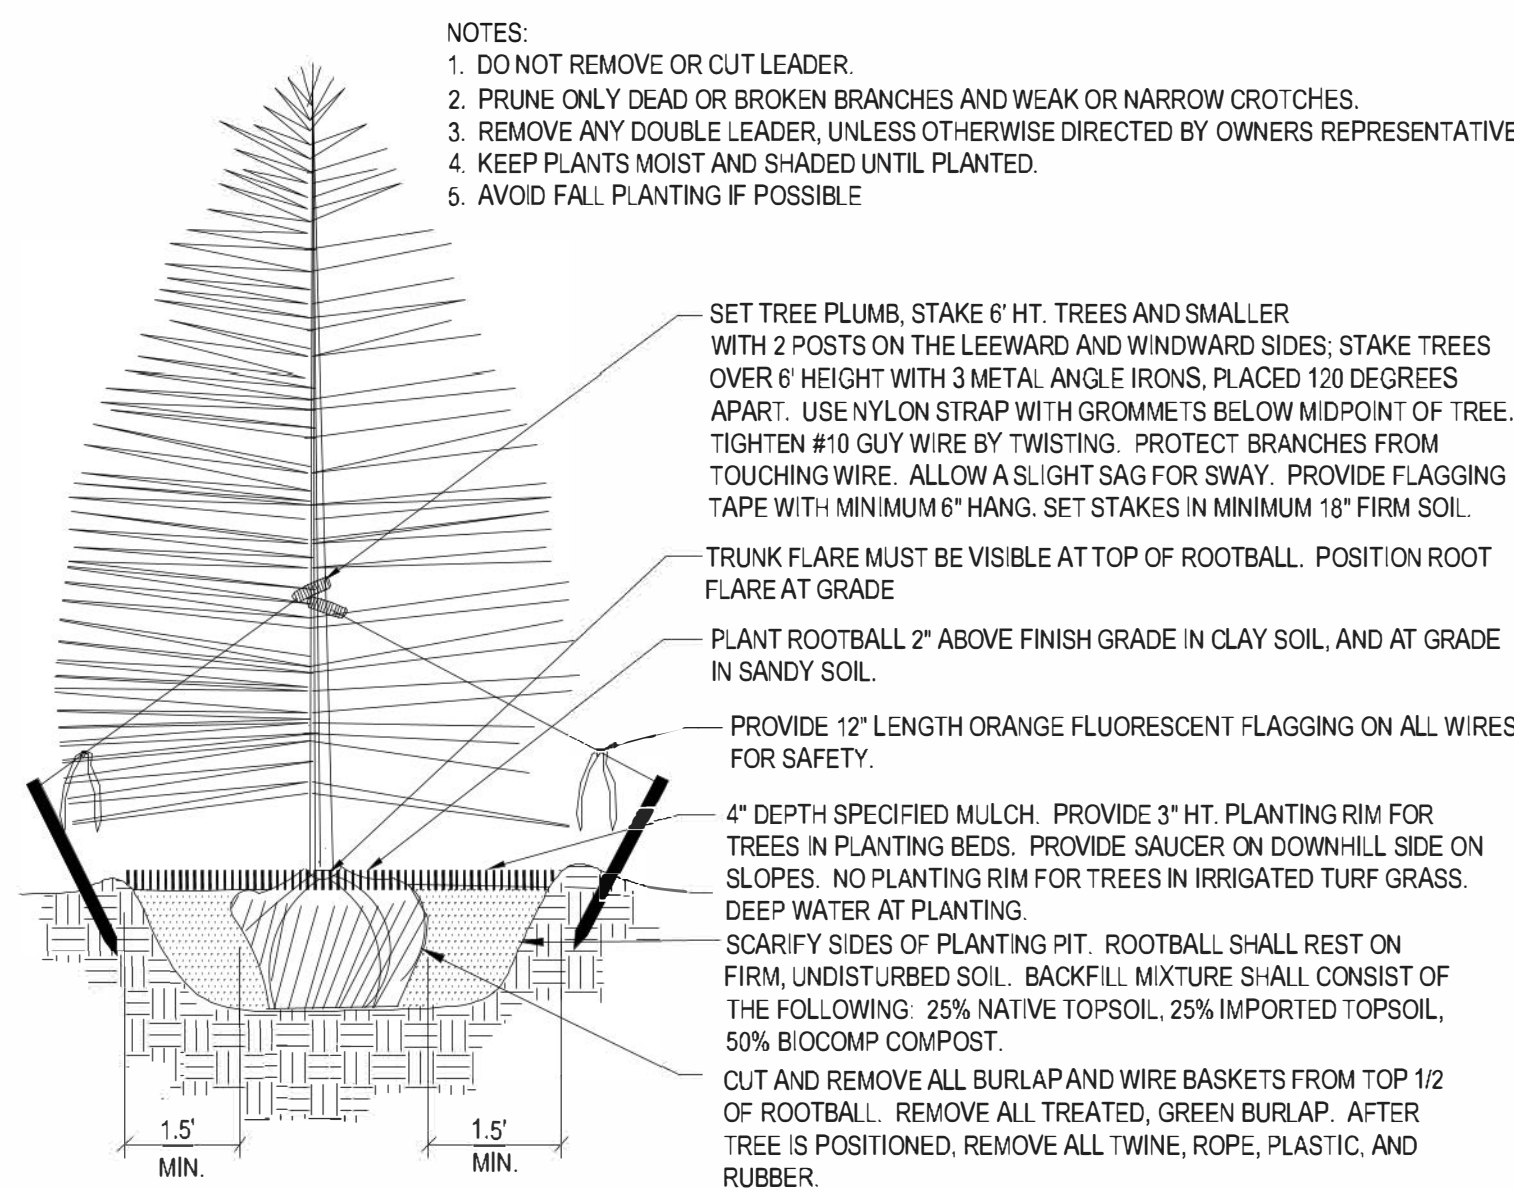 NOTES:
1. DO NOT REMOVE OR CUT LEADER.
2. PRUNE ONLY DEAD OR BROKEN BRANCHES AND WEAK OR NARROW CROTCHES.
3. REMOVE ANY DOUBLE LEADER, UNLESS OTHERWISE DIRECTED BY OWNERS REPRESENTATIVE
4. KEEP PLANTS MOIST AND SHADED UNTIL PLANTED.
5. AVOID FALL PLANTING IF POSSIBLE
SET TREE PLUMB, STAKE 6' HT. TREES AND SMALLER
WITH 2 POSTS ON THE LEEWARD AND WINDWARD SIDES; STAKE TREES
OVER 6' HEIGHT WITH 3 METAL ANGLE IRONS, PLACED 120 DEGREES
APART. USE NYLON STRAP WITH GROMMETS BELOW MIDPOINT OF TREE.
TIGHTEN #10 GUY WIRE BY TWISTING. PROTECT BRANCHES FROM
TOUCHING WIRE. ALLOW A SLIGHT SAG FOR SWAY. PROVIDE FLAGGING
TAPE WITH MINIMUM 6" HANG. SET STAKES IN MINIMUM 18" FIRM SOIL.
TRUNK FLARE MUST BE VISIBLE AT TOP OF ROOTBALL. POSITION ROOT
FLARE AT GRADE
PLANT ROOTBALL 2" ABOVE FINISH GRADE IN CLAY SOIL, AND AT GRADE
IN SANDY SOIL.
PROVIDE 12" LENGTH ORANGE FLUORESCENT FLAGGING ON ALL WIRES
FOR SAFETY.
4" DEPTH SPECIFIED MULCH. PROVIDE 3" HT. PLANTING RIM FOR
TREES IN PLANTING BEDS. PROVIDE SAUCER ON DOWNHILL SIDE ON
SLOPES. NO PLANTING RIM FOR TREES IN IRRIGATED TURF GRASS.
DEEP WATER AT PLANTING.
SCARIFY SIDES OF PLANTING PIT. ROOTBALL SHALL REST ON
FIRM, UNDISTURBED SOIL. BACKFILL MIXTURE SHALL CONSIST OF
THE FOLLOWING: 25% NATIVE TOPSOIL, 25% IMPORTED TOPSOIL,
50% BIOCOMP COMPOST.
CUT AND REMOVE ALL BURLAP AND WIRE BASKETS FROM TOP 1/2
OF ROOTBALL. REMOVE ALL TREATED, GREEN BURLAP. AFTER
TREE IS POSITIONED, REMOVE ALL TWINE, ROPE, PLASTIC, AND
RUBBER.
1.5'
MIN.
1.5'
MIN.